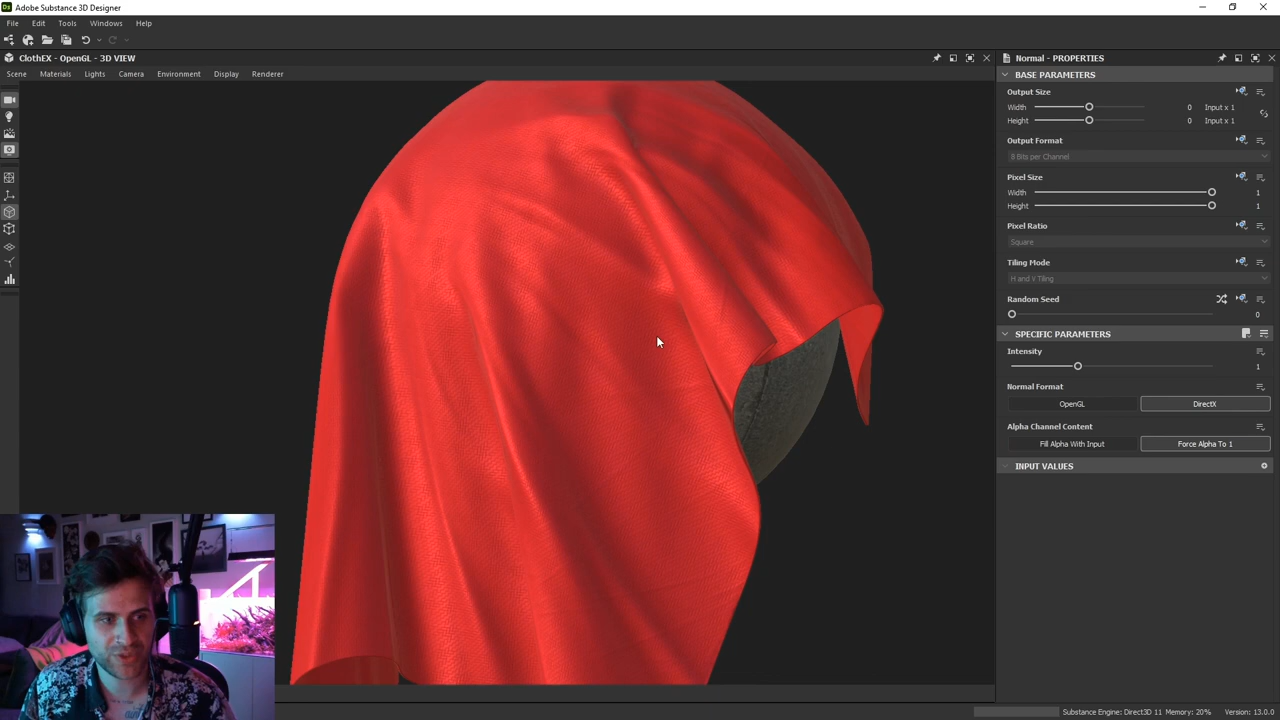 Ds Adobe Substance 3D Designer
File Edit Tools Windows Help
ClothEX - OpenGL - 3D VIEW
Scene Materials Lights Camera Environment Display Renderer
Normal - PROPERTIES
BASE PARAMETERS
Output Size
Width 0 Input x 1
Height 0 Input x 1
Output Format
8 Bits per Channel
Pixel Size
Width 1
Height 1
Pixel Ratio
Square
Tiling Mode
H and V Tiling
Random Seed
0
SPECIFIC PARAMETERS
Intensity
1
Normal Format
OpenGL DirectX
Alpha Channel Content
Fill Alpha With Input Force Alpha To 1
INPUT VALUES
Substance Engine: Direct3D 11 Memory: 20% Version: 13.0.0